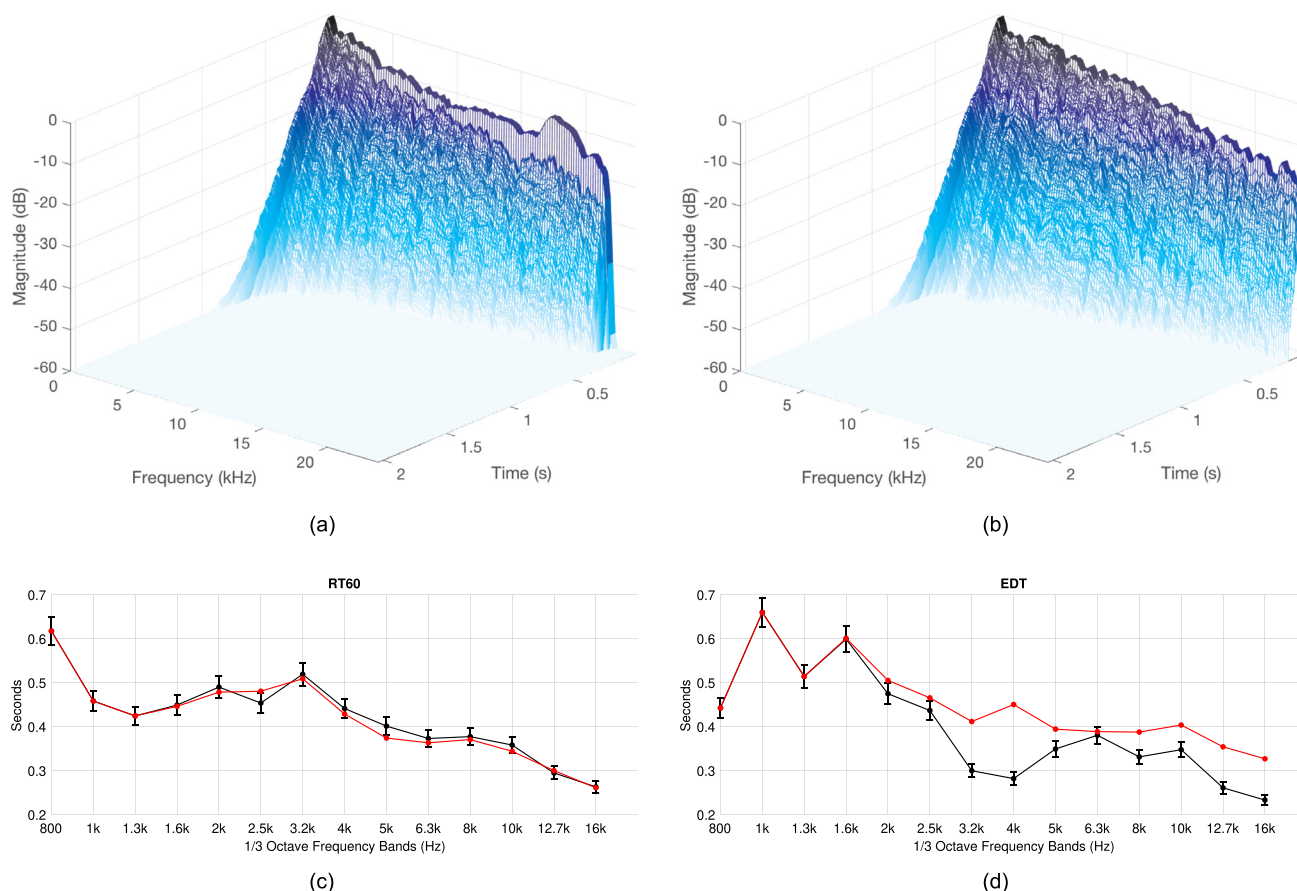 0
-10
-20
-30
-40
-50
-60
Magnitude (dB)
0
5
10
15
20
Frequency (kHz)
0.5
1
1.5
2
Time (s)
(a)
0
-10
-20
-30
-40
-50
-60
Magnitude (dB)
0
5
10
15
20
Frequency (kHz)
0.5
1
1.5
2
Time (s)
(b)
RT60
0.7
0.6
0.5
0.4
0.3
0.2
Seconds
800 1k 1.3k 1.6k 2k 2.5k 3.2k 4k 5k 6.3k 8k 10k 12.7k 16k
1/3 Octave Frequency Bands (Hz)
(c)
EDT
0.7
0.6
0.5
0.4
0.3
0.2
Seconds
800 1k 1.3k 1.6k 2k 2.5k 3.2k 4k 5k 6.3k 8k 10k 12.7k 16k
1/3 Octave Frequency Bands (Hz)
(d)